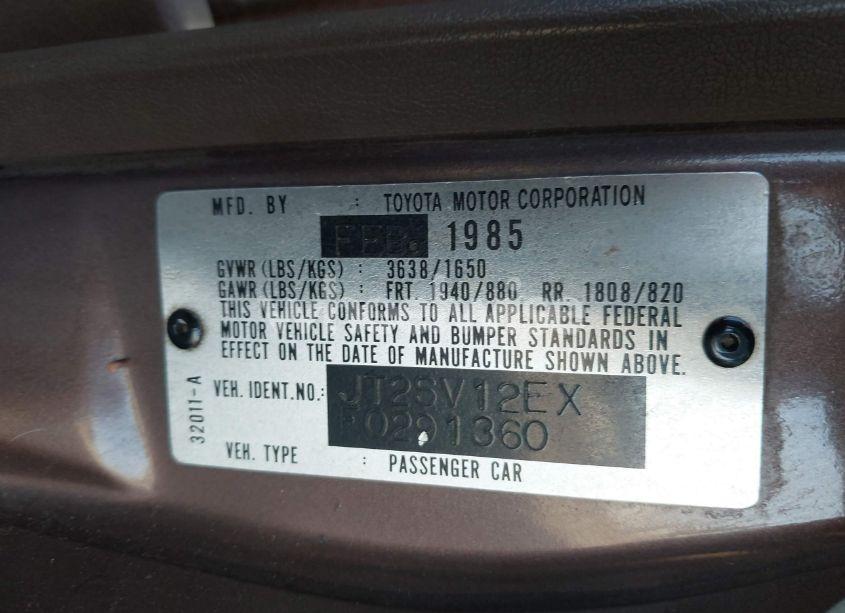 MFD. BY : TOYOTA MOTOR CORPORATION
FEB. 1985
GVWR (LBS/KGS) : 3638/1650
GAWR (LBS/KGS) : FRT. 1940/880 RR. 1808/820
THIS VEHICLE CONFORMS TO ALL APPLICABLE FEDERAL
MOTOR VEHICLE SAFETY AND BUMPER STANDARDS IN
EFFECT ON THE DATE OF MANUFACTURE SHOWN ABOVE.
VEH. IDENT. NO.: JT2SV12EX
F0291360
VEH. TYPE : PASSENGER CAR
32011-A